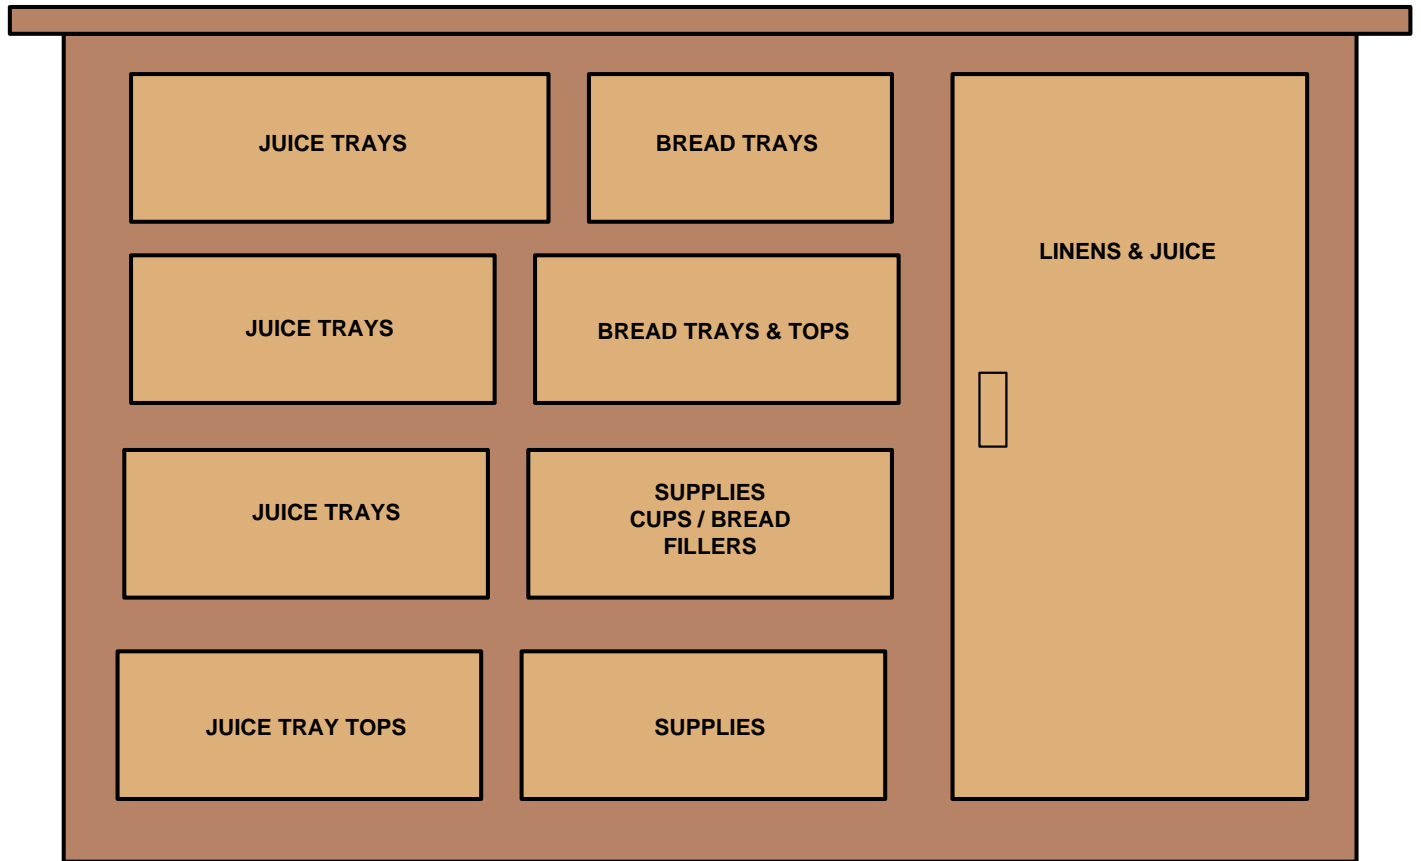 JUICE TRAYS
BREAD TRAYS
LINENS & JUICE
JUICE TRAYS
BREAD TRAYS & TOPS
JUICE TRAYS
SUPPLIES
CUPS / BREAD
FILLERS
JUICE TRAY TOPS
SUPPLIES